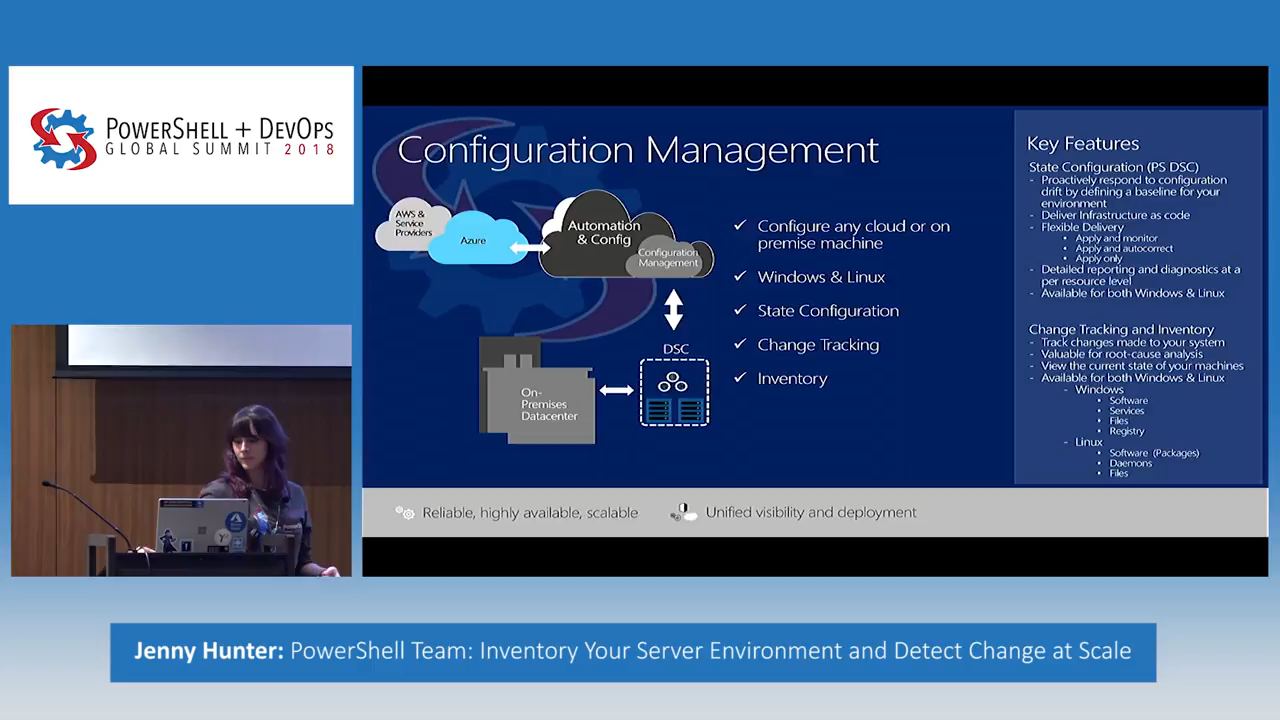 POWERSHELL + DEVOPS
GLOBAL SUMMIT 2018
Configuration Management
AWS &
Service
Providers
Azure
Automation
& Config
Configuration
Management
DSC
On-
Premises
Datacenter
✓ Configure any cloud or on
premise machine
✓ Windows & Linux
✓ State Configuration
✓ Change Tracking
✓ Inventory
Key Features
State Configuration (PS DSC)
- Proactively respond to configuration
drift by defining a baseline for your
environment
- Deliver Infrastructure as code
- Flexible Delivery
• Apply and monitor
• Apply and autocorrect
• Apply only
- Detailed reporting and diagnostics at a
per resource level
- Available for both Windows & Linux
Change Tracking and Inventory
- Track changes made to your system
- Valuable for root-cause analysis
- View the current state of your machines
- Available for both Windows & Linux
- Windows
• Software
• Services
• Files
• Registry
- Linux
• Software (Packages)
• Daemons
• Files
Reliable, highly available, scalable
Unified visibility and deployment
Jenny Hunter: PowerShell Team: Inventory Your Server Environment and Detect Change at Scale